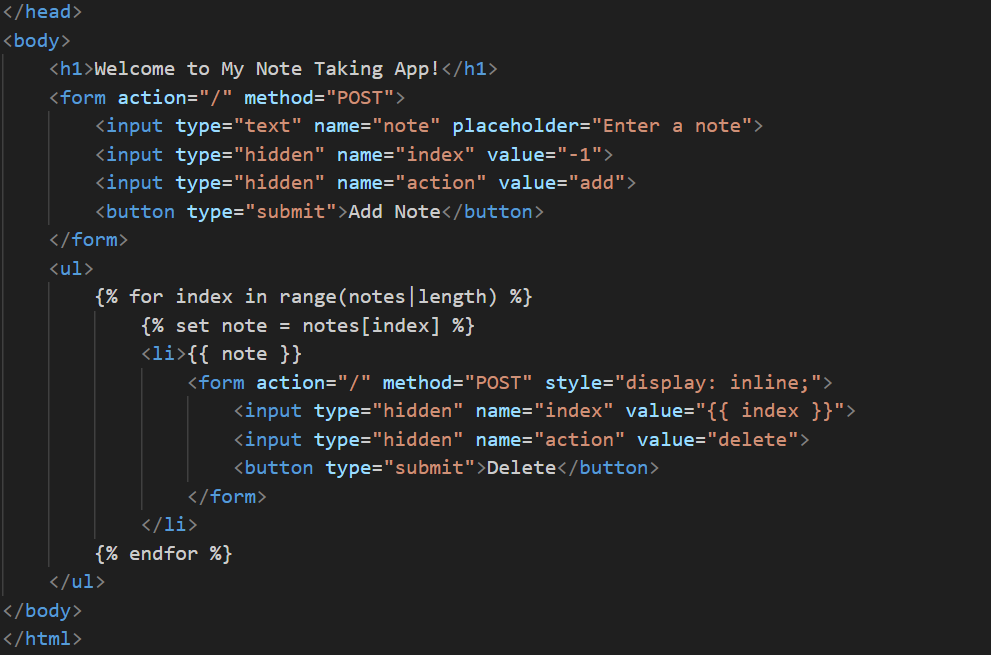 </head>
<body>
    <h1>Welcome to My Note Taking App!</h1>
    <form action="/" method="POST">
        <input type="text" name="note" placeholder="Enter a note">
        <input type="hidden" name="index" value="-1">
        <input type="hidden" name="action" value="add">
        <button type="submit">Add Note</button>
    </form>
    <ul>
        {% for index in range(notes|length) %}
            {% set note = notes[index] %}
            <li>{{ note }}
                <form action="/" method="POST" style="display: inline;">
                    <input type="hidden" name="index" value="{{ index }}">
                    <input type="hidden" name="action" value="delete">
                    <button type="submit">Delete</button>
                </form>
            </li>
        {% endfor %}
    </ul>
</body>
</html>